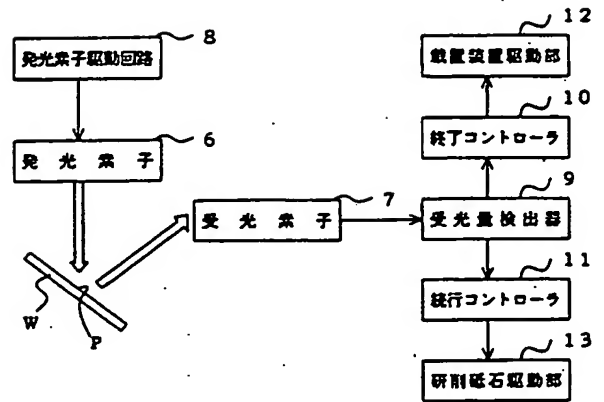 8
発光素子駆動回路
6
発光素子
7
受光素子
W
P
12
載置装置駆動部
10
終了コントローラ
9
受光量検出器
11
続行コントローラ
13
研削砥石駆動部